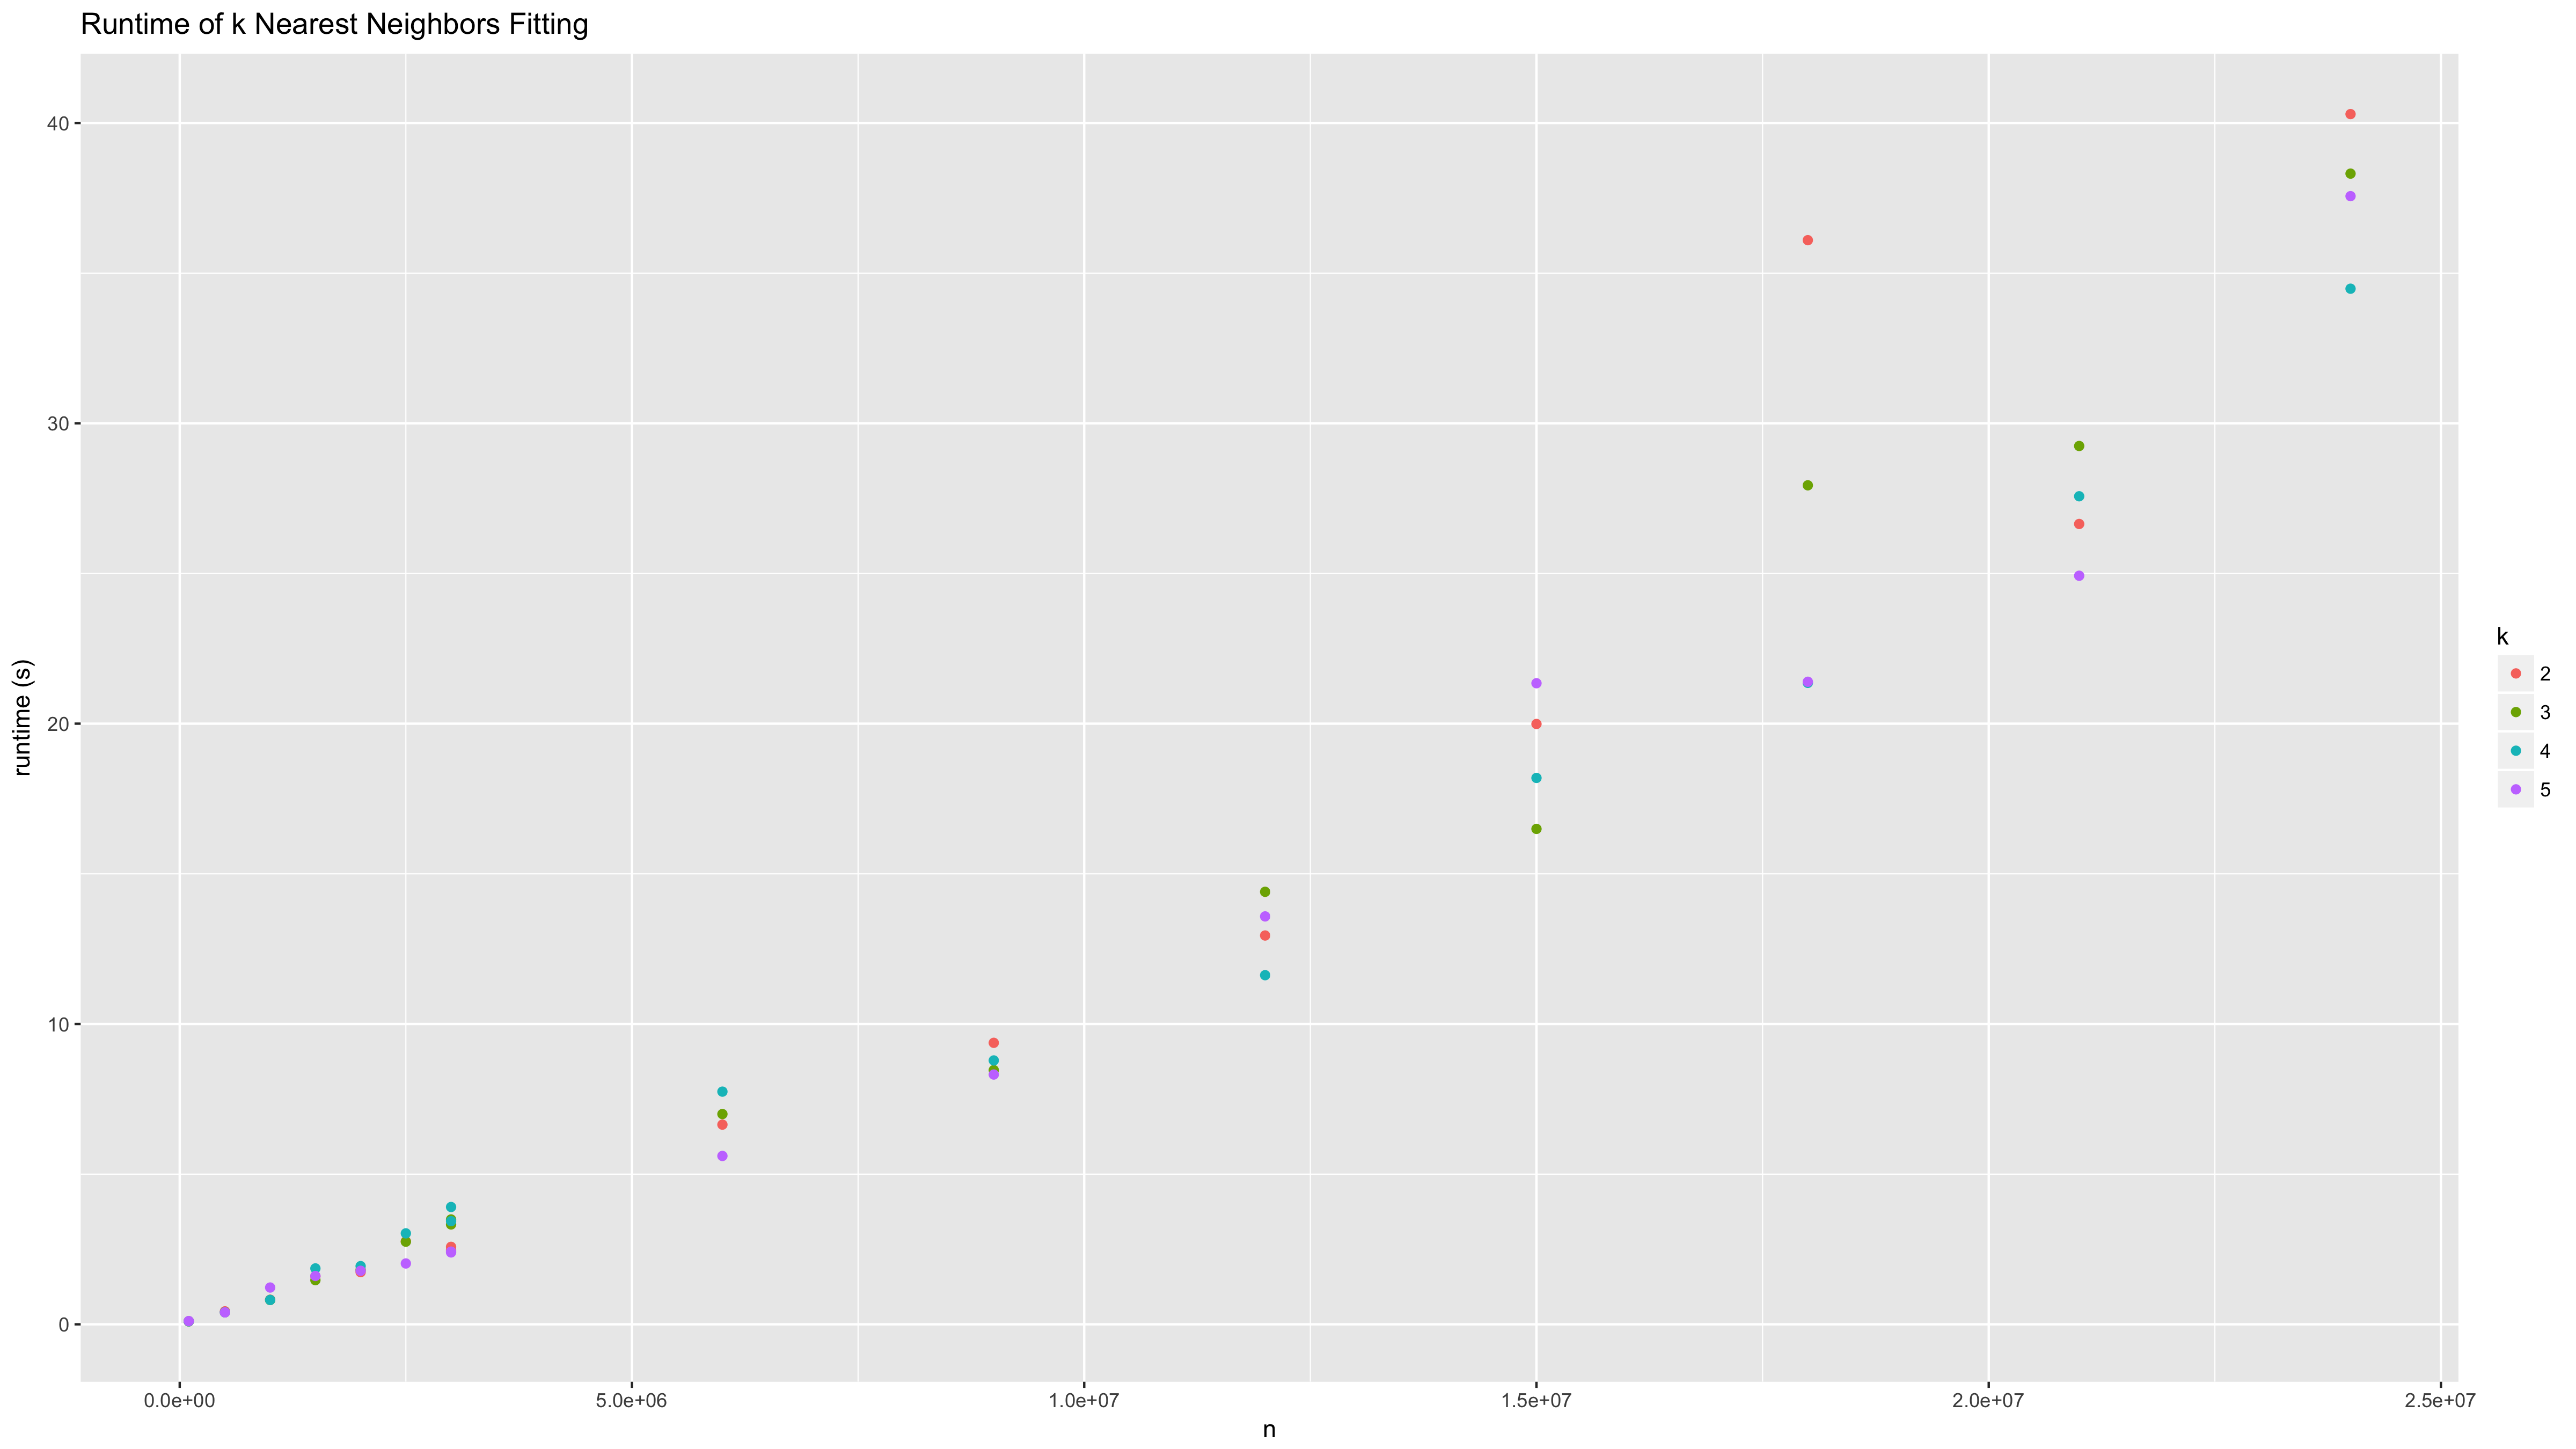 Runtime of k Nearest Neighbors Fitting
40
30
20
10
0
runtime (s)
0.0e+00 5.0e+06 1.0e+07 1.5e+07 2.0e+07 2.5e+07
n
k
2
3
4
5